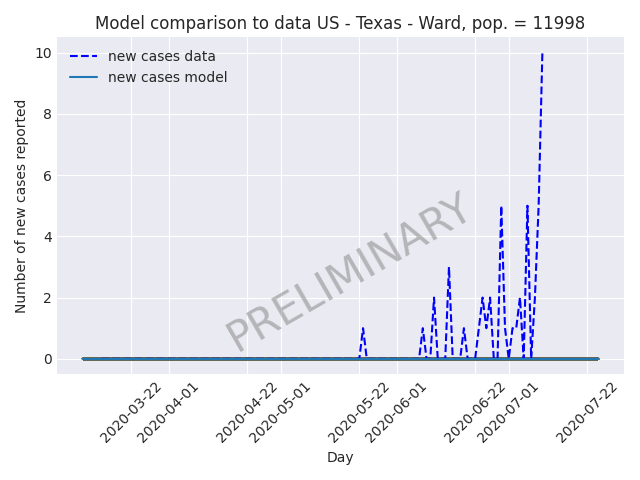 Model comparison to data US - Texas - Ward, pop. = 11998
new cases data
new cases model
Number of new cases reported
10
8
6
4
2
0
PRELIMINARY
2020-03-22
2020-04-01
2020-04-22
2020-05-01
2020-05-22
2020-06-01
2020-06-22
2020-07-01
2020-07-22
Day